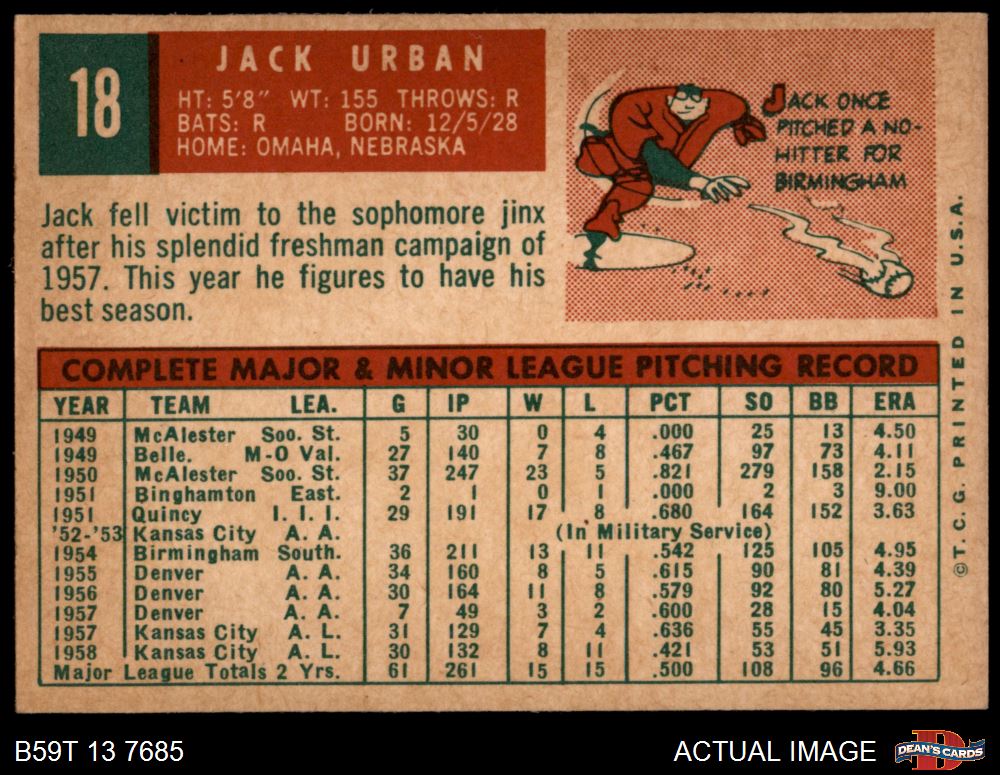 18
JACK URBAN
HT: 5'8" WT: 155 THROWS: R
BATS: R BORN: 12/5/28
HOME: OMAHA, NEBRASKA
JACK ONCE
PITCHED A NO-
HITTER FOR
BIRMINGHAM
Jack fell victim to the sophomore jinx
after his splendid freshman campaign of
1957. This year he figures to have his
best season.
COMPLETE MAJOR & MINOR LEAGUE PITCHING RECORD
YEAR TEAM LEA. G IP W L PCT SO BB ERA
1949 McAlester Soo. St. 5 30 0 4 .000 25 13 4.50
1949 Belle. M-O Val. 27 140 7 8 .467 97 73 4.11
1950 McAlester Soo. St. 37 247 23 5 .821 279 158 2.15
1951 Binghamton East. 2 1 0 1 .000 2 3 9.00
1951 Quincy I. I. I. 29 191 17 8 .680 164 152 3.63
'52-'53 Kansas City A. A. (In Military Service)
1954 Birmingham South. 36 211 13 11 .542 125 105 4.95
1955 Denver A. A. 34 160 8 5 .615 90 81 4.39
1956 Denver A. A. 30 164 11 8 .579 92 80 5.27
1957 Denver A. A. 7 49 3 2 .600 28 15 4.04
1957 Kansas City A. L. 31 129 7 4 .636 55 45 3.35
1958 Kansas City A. L. 30 132 8 11 .421 53 51 5.93
Major League Totals 2 Yrs. 61 261 15 15 .500 108 96 4.66
©T. C. G. PRINTED IN U.S.A.
B59T 13 7685
ACTUAL IMAGE
D
DEAN'S CARDS